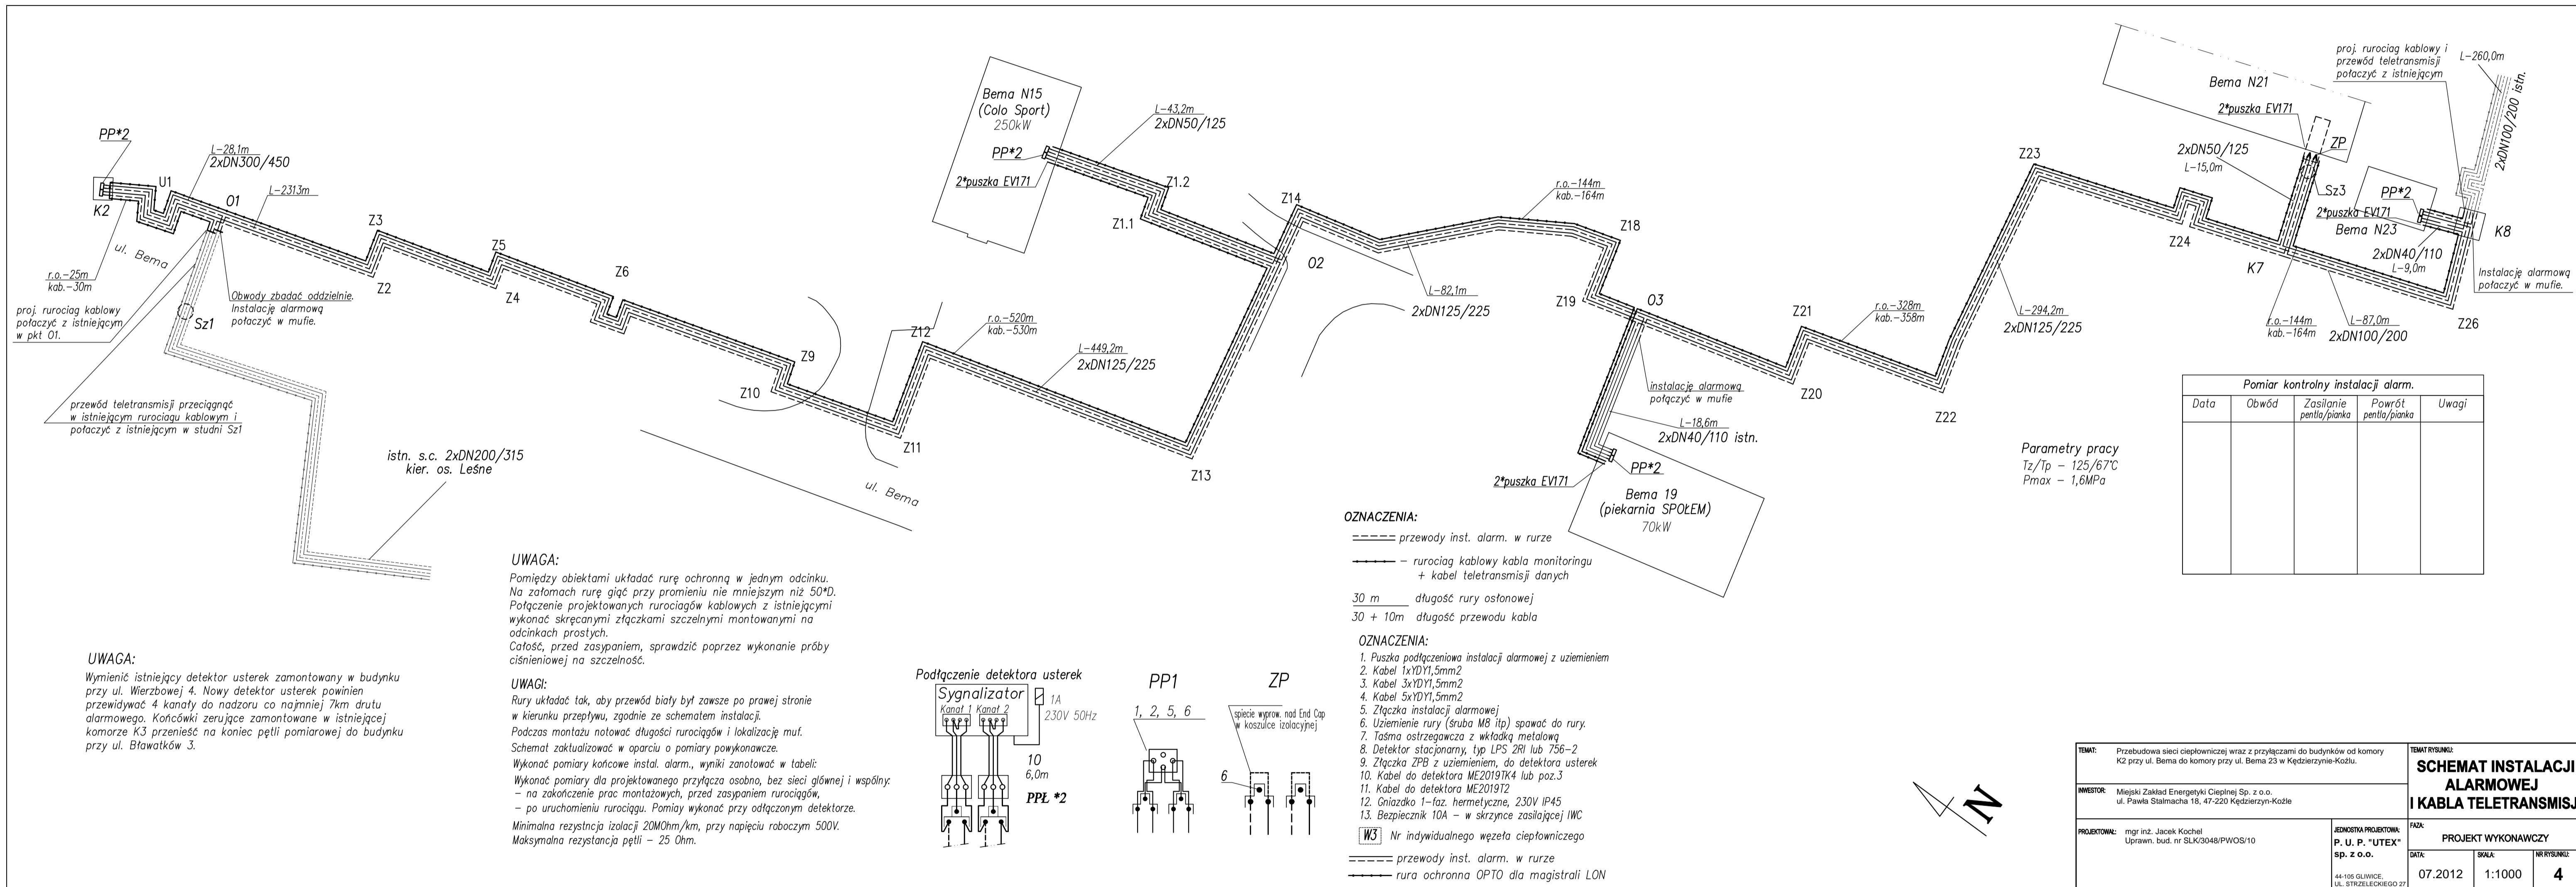 PP*2
K2
U1
L-28,1m
2xDN300/450
O1
L-2313m
ul. Bema
r.o.-25m
kab.-30m
proj. rurociąg kablowy
połaczyć z istniejącym
w pkt O1.
Sz1
Obwody zbadać oddzielnie.
Instalację alarmową
połaczyć w mufie.
przewód teletransmisji przeciągnąć
w istniejącym rurociągu kablowym i
połaczyć z istniejącym w studni Sz1
istn. s.c. 2xDN200/315
kier. os. Leśne
Z3
Z2
Z5
Z4
Z6
Z9
Z10
Z12
Z11
ul. Bema
r.o.-520m
kab.-530m
L-449,2m
2xDN125/225
Z13
Bema N15
(Colo Sport)
250kW
PP*2
2*puszka EV171
L-43,2m
2xDN50/125
Z1.2
Z1.1
Z14
O2
r.o.-144m
kab.-164m
L-82,1m
2xDN125/225
Z18
Z19
O3
instalację alarmową
połączyć w mufie
L-18,6m
2xDN40/110 istn.
2*puszka EV171
PP*2
Bema 19
(piekarnia SPOŁEM)
70kW
Z21
Z20
r.o.-328m
kab.-358m
Z22
L-294,2m
2xDN125/225
Z23
Z24
K7
Bema N21
2*puszka EV171
ZP
2xDN50/125
L-15,0m
Sz3
PP*2
2*puszka EV171
Bema N23
2xDN40/110
L-9,0m
K8
proj. rurociag kablowy i
przewód teletransmisji
połaczyć z istniejącym
L-260,0m
2xDN100/200 istn.
Instalację alarmową
połaczyć w mufie.
r.o.-144m
kab.-164m
L-87,0m
2xDN100/200
Z26
Pomiar kontrolny instalacji alarm.
Data Obwód Zasilanie pentla/pianka Powrót pentla/pianka Uwagi
Parametry pracy
Tz/Tp - 125/67°C
Pmax - 1,6MPa
UWAGA:
Wymienić istniejący detektor usterek zamontowany w budynku
przy ul. Wierzbowej 4. Nowy detektor usterek powinien
przewidywać 4 kanały do nadzoru co najmniej 7km drutu
alarmowego. Końcówki zerujące zamontowane w istniejącej
komorze K3 przenieść na koniec pętli pomiarowej do budynku
przy ul. Bławatków 3.
UWAGA:
Pomiędzy obiektami układać rurę ochronną w jednym odcinku.
Na załomach rurę giąć przy promieniu nie mniejszym niż 50*D.
Połączenie projektowanych rurociągów kablowych z istniejącymi
wykonać skręcanymi złączkami szczelnymi montowanymi na
odcinkach prostych.
Całość, przed zasypaniem, sprawdzić poprzez wykonanie próby
ciśnieniowej na szczelność.
UWAGI:
Rury układać tak, aby przewód biały był zawsze po prawej stronie
w kierunku przepływu, zgodnie ze schematem instalacji.
Podczas montażu notować długości rurociągów i lokalizację muf.
Schemat zaktualizować w oparciu o pomiary powykonawcze.
Wykonać pomiary końcowe instal. alarm., wyniki zanotować w tabeli:
Wykonać pomiary dla projektowanego przyłącza osobno, bez sieci głównej i wspólny:
- na zakończenie prac montażowych, przed zasypaniem rurociągów,
- po uruchomieniu rurociągu. Pomiay wykonać przy odłączonym detektorze.
Minimalna rezystncja izolacji 20MOhm/km, przy napięciu roboczym 500V.
Maksymalna rezystancja pętli - 25 Ohm.
Podłączenie detektora usterek
Sygnalizator
Kanał 1 Kanał 2
1A
230V 50Hz
10
6,0m
PPŁ *2
PP1
1, 2, 5, 6
ZP
spiecie wyprow. nad End Cap
w koszulce izolacyjnej
6
OZNACZENIA:
przewody inst. alarm. w rurze
- rurociąg kablowy kabla monitoringu
+ kabel teletransmisji danych
30 m długość rury osłonowej
30 + 10m długość przewodu kabla
OZNACZENIA:
1. Puszka podłączeniowa instalacji alarmowej z uziemieniem
2. Kabel 1xYDY1,5mm2
3. Kabel 3xYDY1,5mm2
4. Kabel 5xYDY1,5mm2
5. Złączka instalacji alarmowej
6. Uziemienie rury (śruba M8 itp) spawać do rury.
7. Taśma ostrzegawcza z wkładką metalową
8. Detektor stacjonarny, typ LPS 2RI lub 756-2
9. Złączka ZPB z uziemieniem, do detektora usterek
10. Kabel do detektora ME2019TK4 lub poz.3
11. Kabel do detektora ME2019T2
12. Gniazdko 1-faz. hermetyczne, 230V IP45
13. Bezpiecznik 10A - w skrzynce zasilającej IWC
W3 Nr indywidualnego węzeła ciepłowniczego
przewody inst. alarm. w rurze
rura ochronna OPTO dla magistrali LON
N
TEMAT: Przebudowa sieci ciepłowniczej wraz z przyłączami do budynków od komory
K2 przy ul. Bema do komory przy ul. Bema 23 w Kędzierzynie-Koźlu.
INWESTOR: Miejski Zakład Energetyki Cieplnej Sp. z o.o.
ul. Pawła Stalmacha 18, 47-220 Kędzierzyn-Koźle
PROJEKTOWAŁ: mgr inż. Jacek Kochel
Uprawn. bud. nr SLK/3048/PWOS/10
JEDNOSTKA PROJEKTOWA:
P. U. P. "UTEX"
sp. z o.o.
44-105 GLIWICE,
UL. STRZELECKIEGO 27
TEMAT RYSUNKU:
SCHEMAT INSTALACJI
ALARMOWEJ
I KABLA TELETRANSMISJ
FAZA:
PROJEKT WYKONAWCZY
DATA: SKALA: NR RYSUNKU:
07.2012 1:1000 4